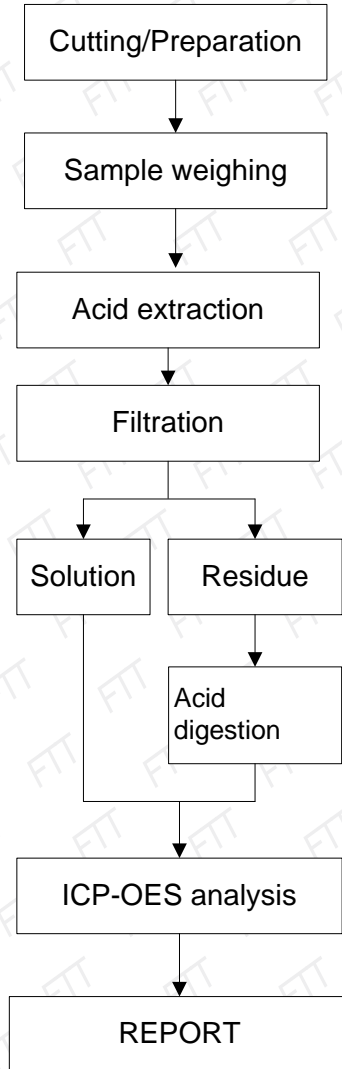 Cutting/Preparation
Sample weighing
Acid extraction
Filtration
Solution
Residue
Acid
digestion
ICP-OES analysis
REPORT